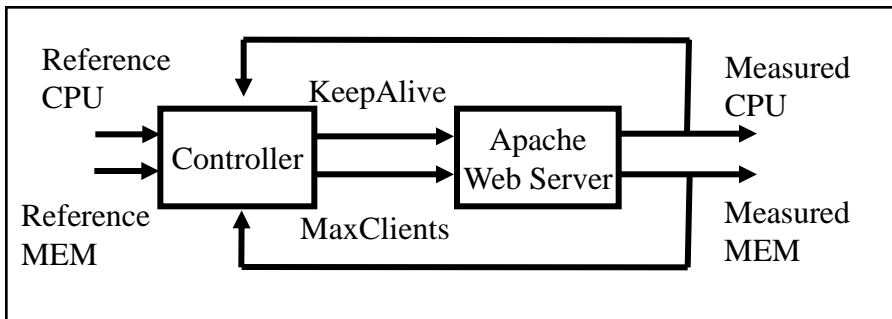 Reference
CPU
KeepAlive
Measured
CPU
Controller
Apache
Web Server
Reference
MEM
MaxClients
Measured
MEM